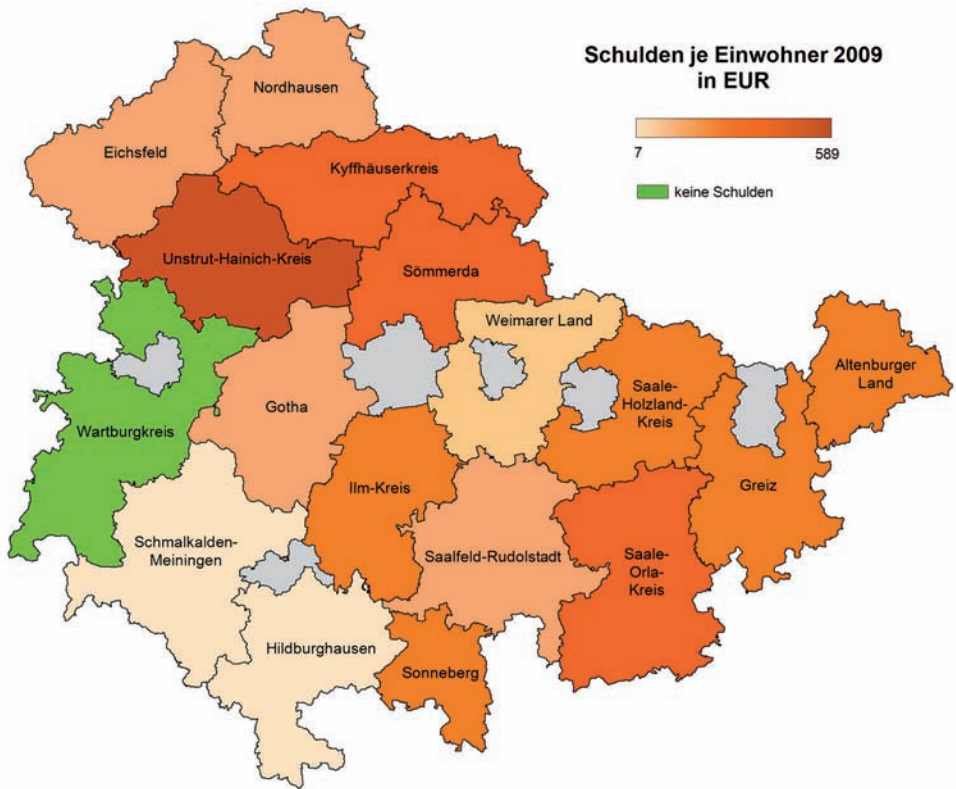 Schulden je Einwohner 2009
in EUR
7
589
keine Schulden
Nordhausen
Eichsfeld
Kyffhäuserkreis
Unstrut-Hainich-Kreis
Sömmerda
Weimarer Land
Altenburger
Land
Saale-
Holzland-
Kreis
Gotha
Wartburgkreis
Ilm-Kreis
Greiz
Schmalkalden-
Meiningen
Saalfeld-Rudolstadt
Saale-
Orla-
Kreis
Hildburghausen
Sonneberg